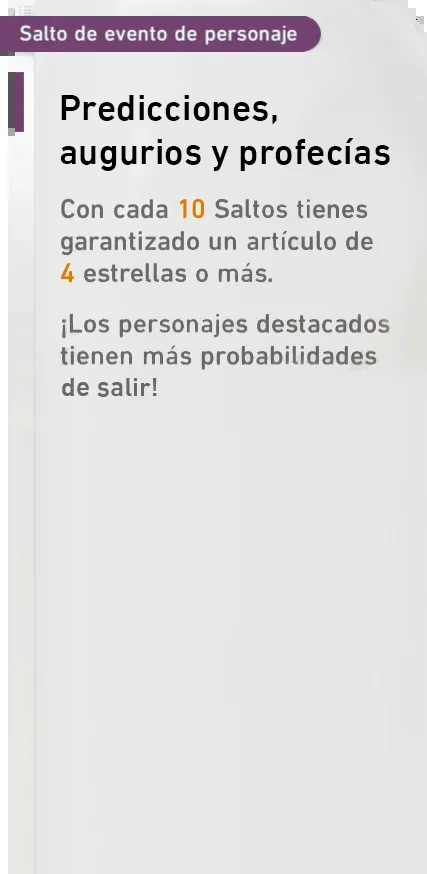 Salto de evento de personaje
Predicciones,
augurios y profecías
Con cada 10 Saltos tienes
garantizado un artículo de
4 estrellas o más.
¡Los personajes destacados
tienen más probabilidades
de salir!